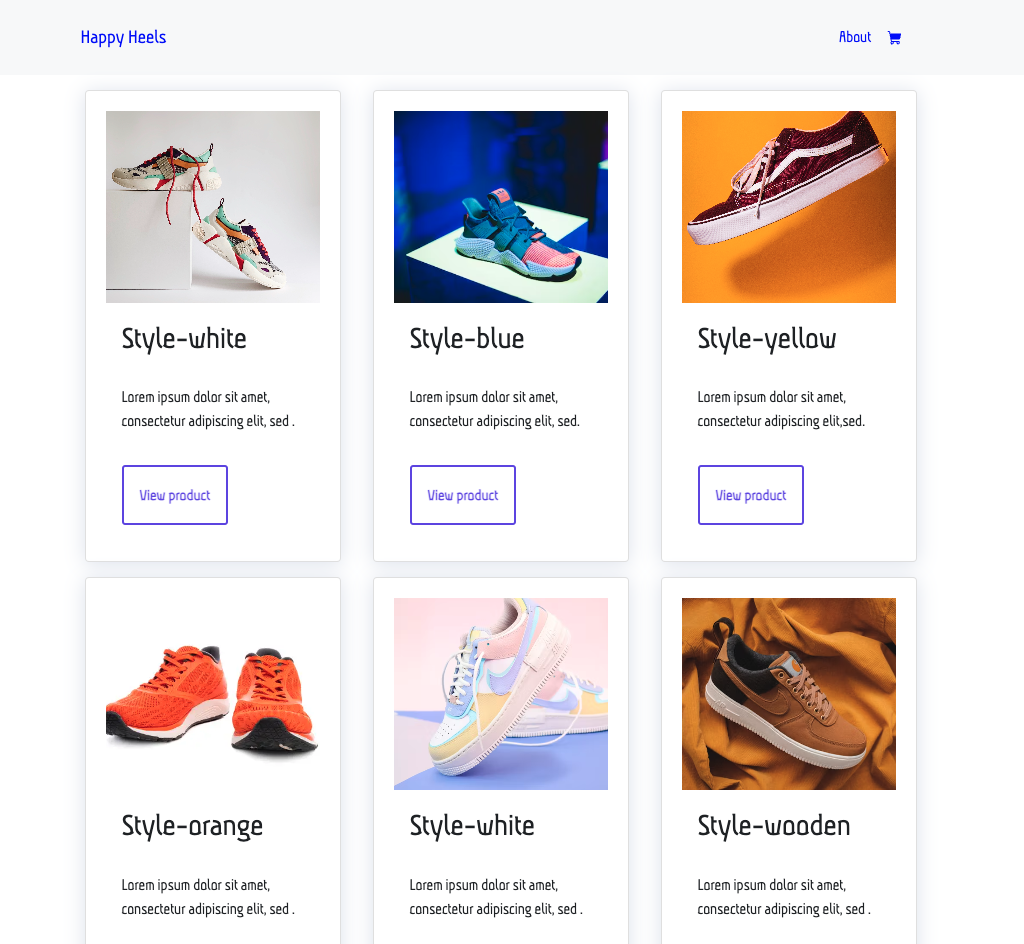 Happy Heels
About
Style-white
Style-blue
Style-yellow
Lorem ipsum dolor sit amet,
consectetur adipiscing elit, sed .
Lorem ipsum dolor sit amet,
consectetur adipiscing elit, sed.
Lorem ipsum dolor sit amet,
consectetur adipiscing elit,sed.
View product
View product
View product
Style-orange
Style-white
Style-wooden
Lorem ipsum dolor sit amet,
consectetur adipiscing elit, sed .
Lorem ipsum dolor sit amet,
consectetur adipiscing elit, sed .
Lorem ipsum dolor sit amet,
consectetur adipiscing elit, sed .